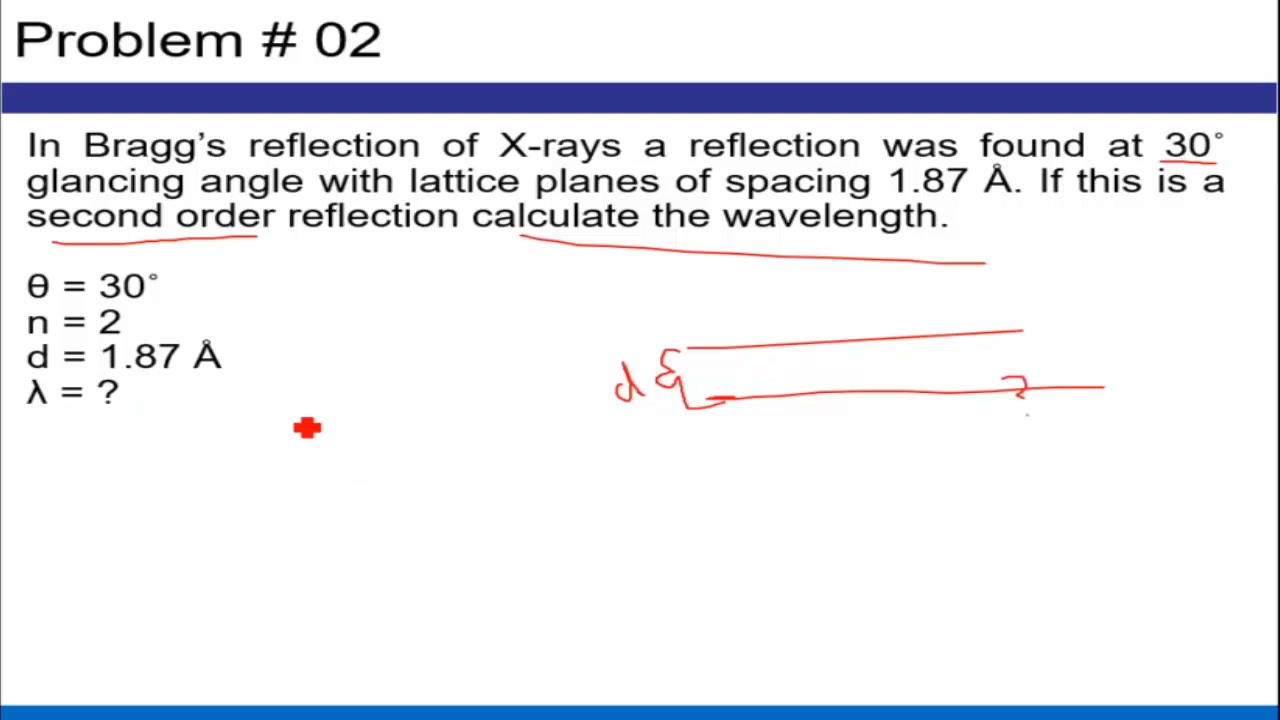 Problem # 02
In Bragg’s reflection of X-rays a reflection was found at 30˚
glancing angle with lattice planes of spacing 1.87 Å. If this is a
second order reflection calculate the wavelength.
θ = 30˚
n = 2
d = 1.87 Å
λ = ?
d